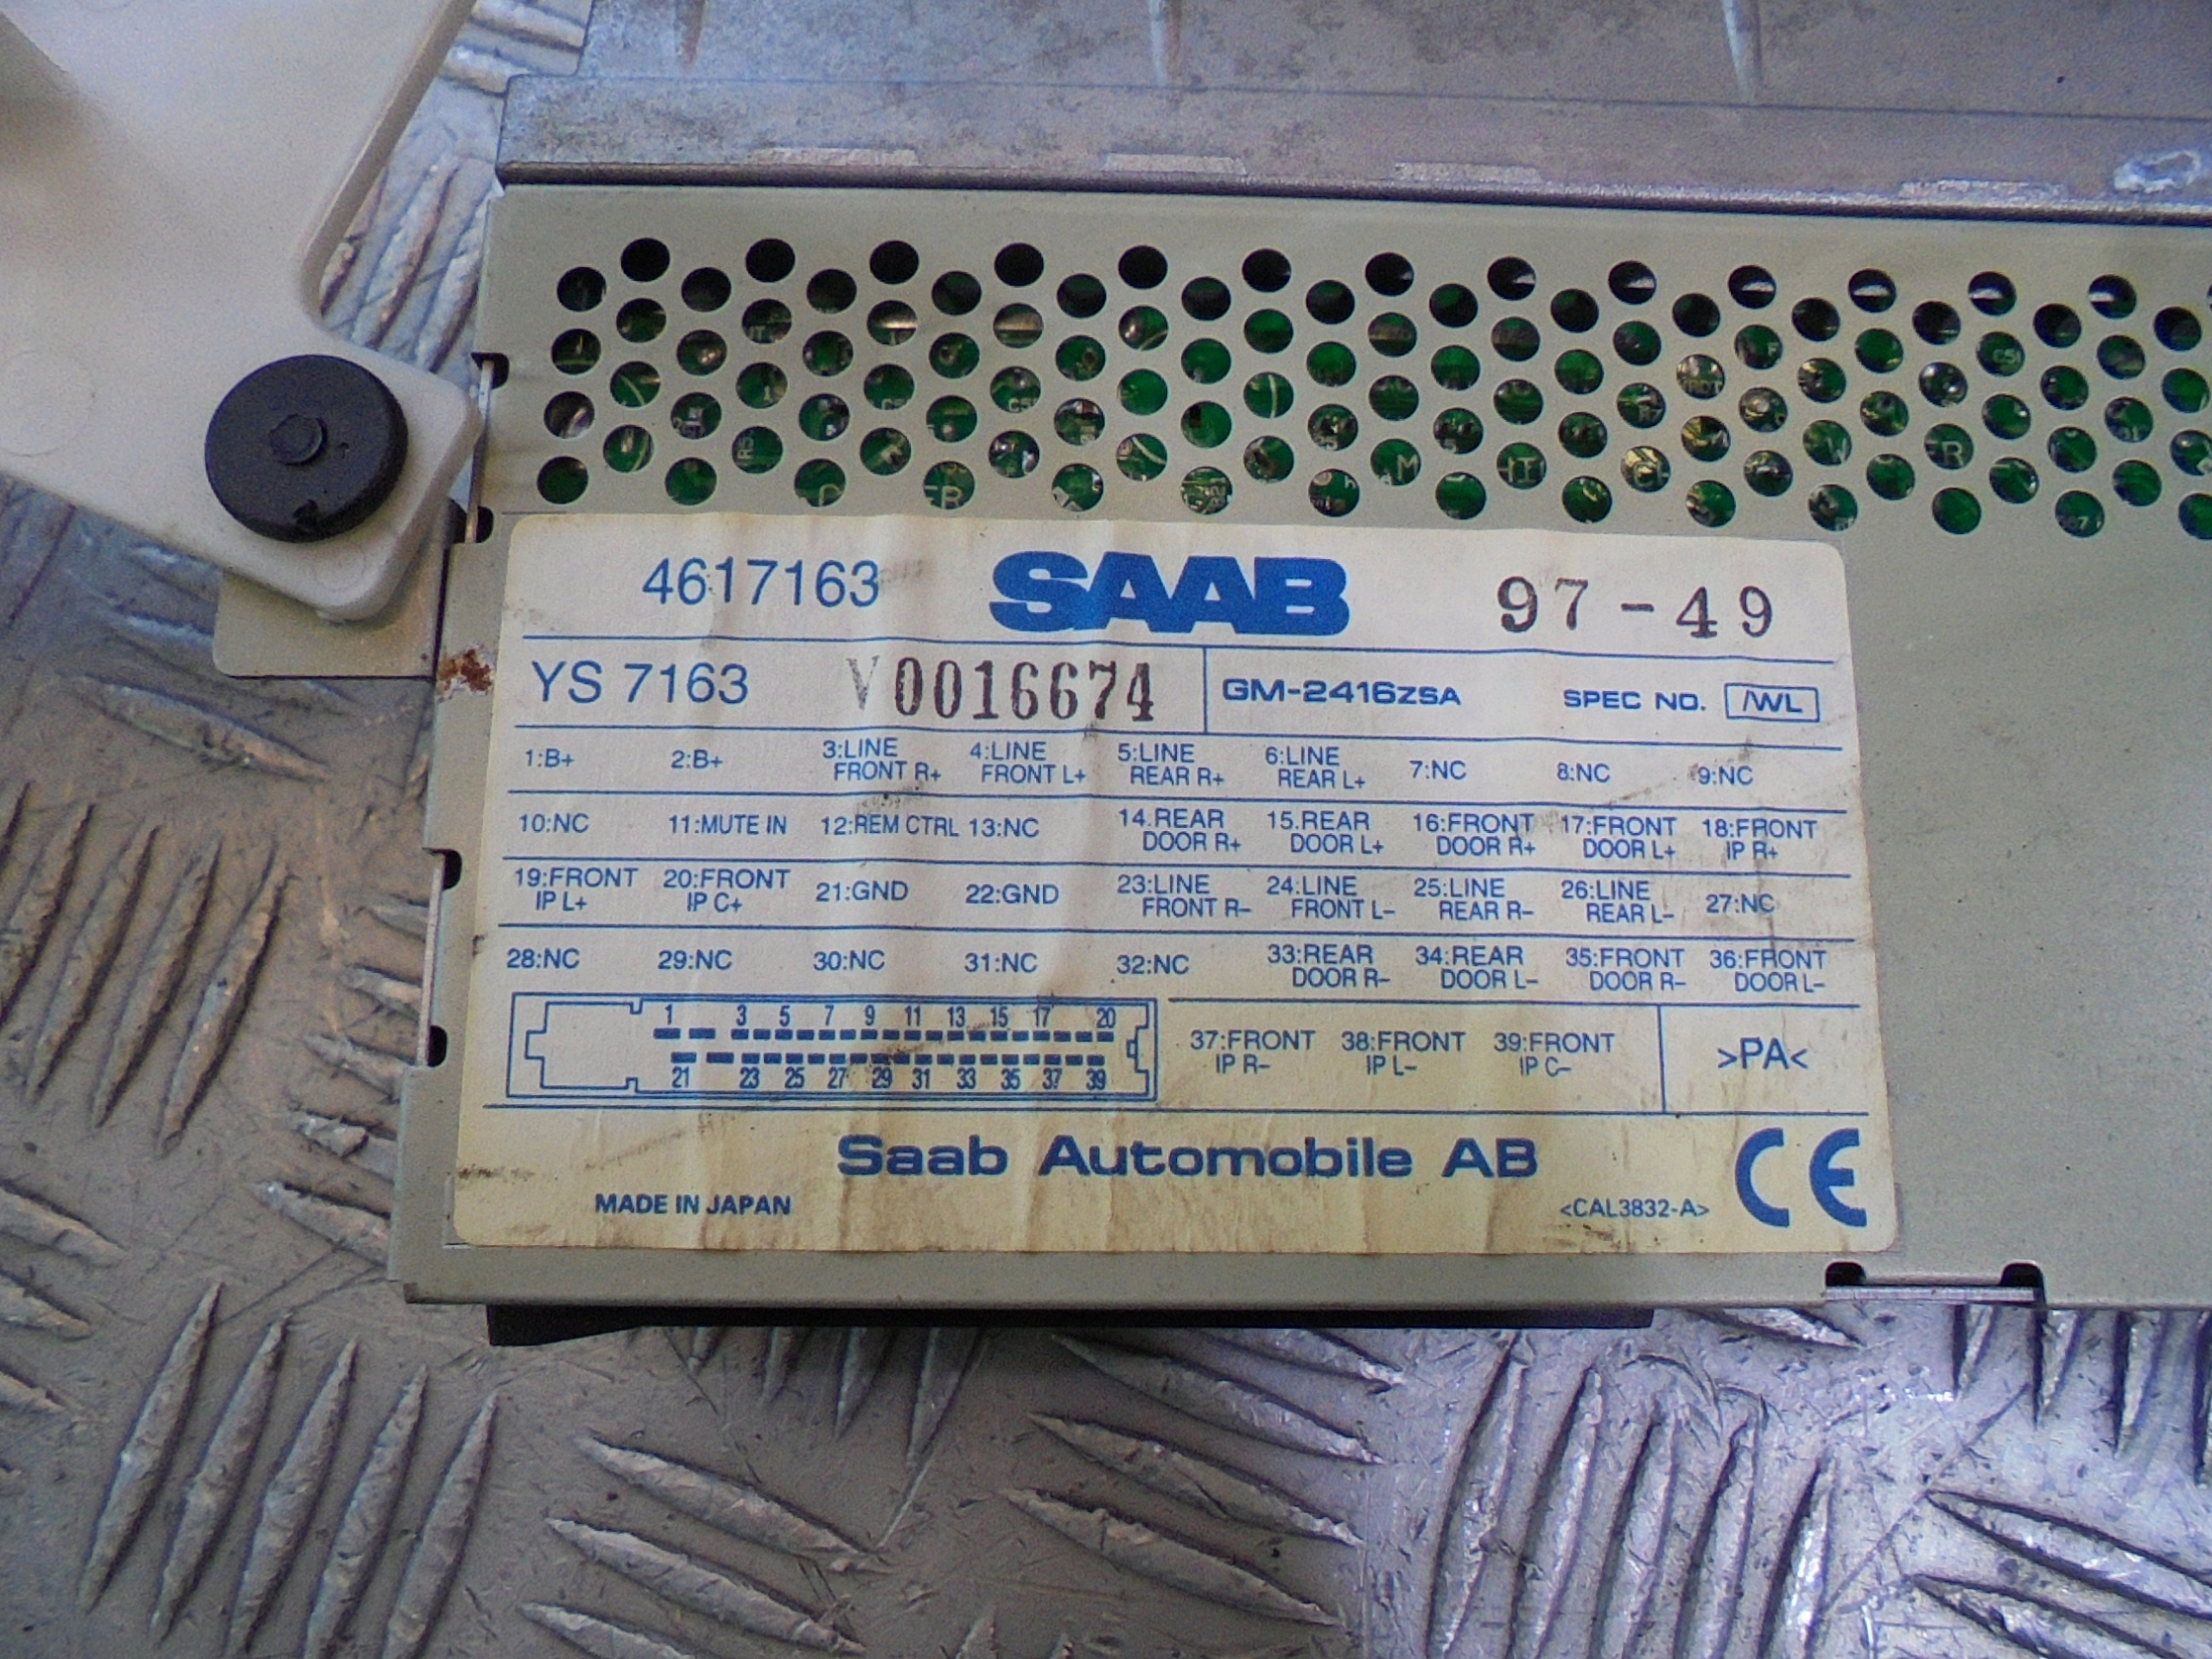 4617163 SAAB 97-49
YS 7163 V0016674 GM-2416ZSA SPEC NO. /WL
1:B+ 2:B+ 3:LINE FRONT R+ 4:LINE FRONT L+ 5:LINE REAR R+ 6:LINE REAR L+ 7:NC 8:NC 9:NC
10:NC 11:MUTE IN 12:REM CTRL 13:NC 14.REAR DOOR R+ 15.REAR DOOR L+ 16:FRONT DOOR R+ 17:FRONT DOOR L+ 18:FRONT IP R+
19:FRONT IP L+ 20:FRONT IP C+ 21:GND 22:GND 23:LINE FRONT R- 24:LINE FRONT L- 25:LINE REAR R- 26:LINE REAR L- 27:NC
28:NC 29:NC 30:NC 31:NC 32:NC 33:REAR DOOR R- 34:REAR DOOR L- 35:FRONT DOOR R- 36:FRONT DOOR L-
1 3 5 7 9 11 13 15 17 20
21 23 25 27 29 31 33 35 37 39
37:FRONT IP R- 38:FRONT IP L- 39:FRONT IP C- >PA<
Saab Automobile AB
MADE IN JAPAN <CAL3832-A> CE